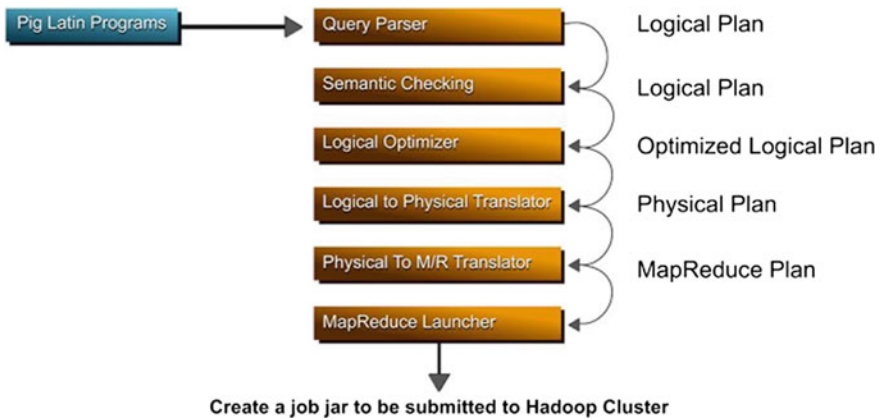 Pig Latin Programs
Query Parser
Logical Plan
Semantic Checking
Logical Plan
Logical Optimizer
Optimized Logical Plan
Logical to Physical Translator
Physical Plan
Physical To M/R Translator
MapReduce Plan
MapReduce Launcher
Create a job jar to be submitted to Hadoop Cluster